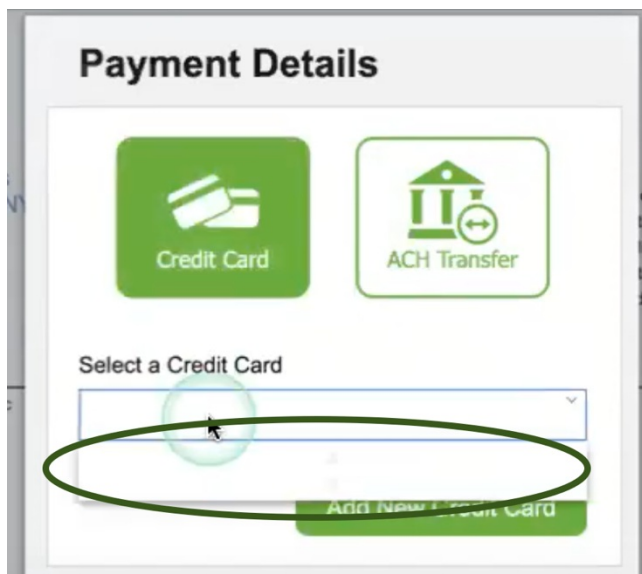 Payment Details
Credit Card
ACH Transfer
Select a Credit Card
Add New Credit Card